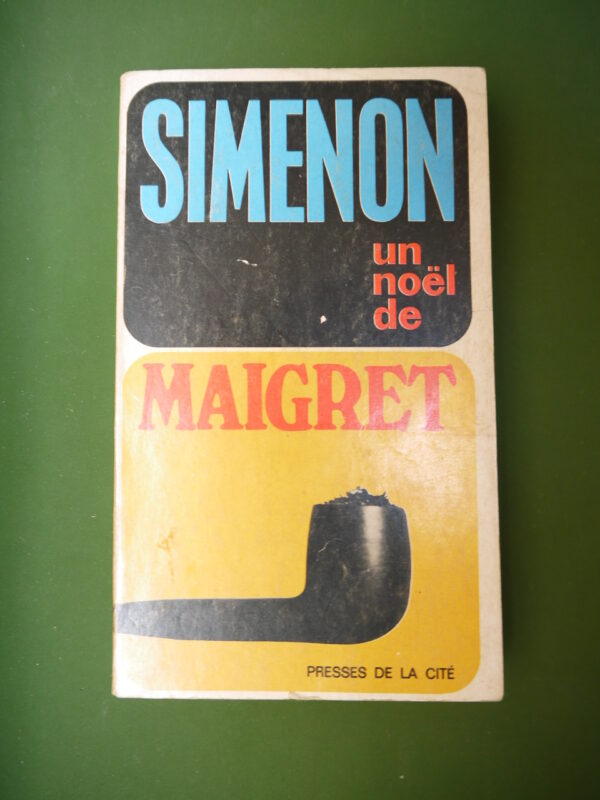 SIMENON
un
noël
de
MAIGRET
PRESSES DE LA CITÉ